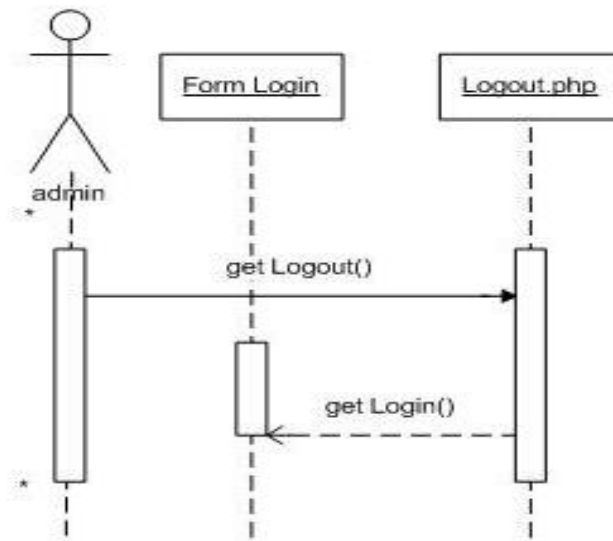 Form Login
Logout.php
admin
*
get Logout()
get Login()
*